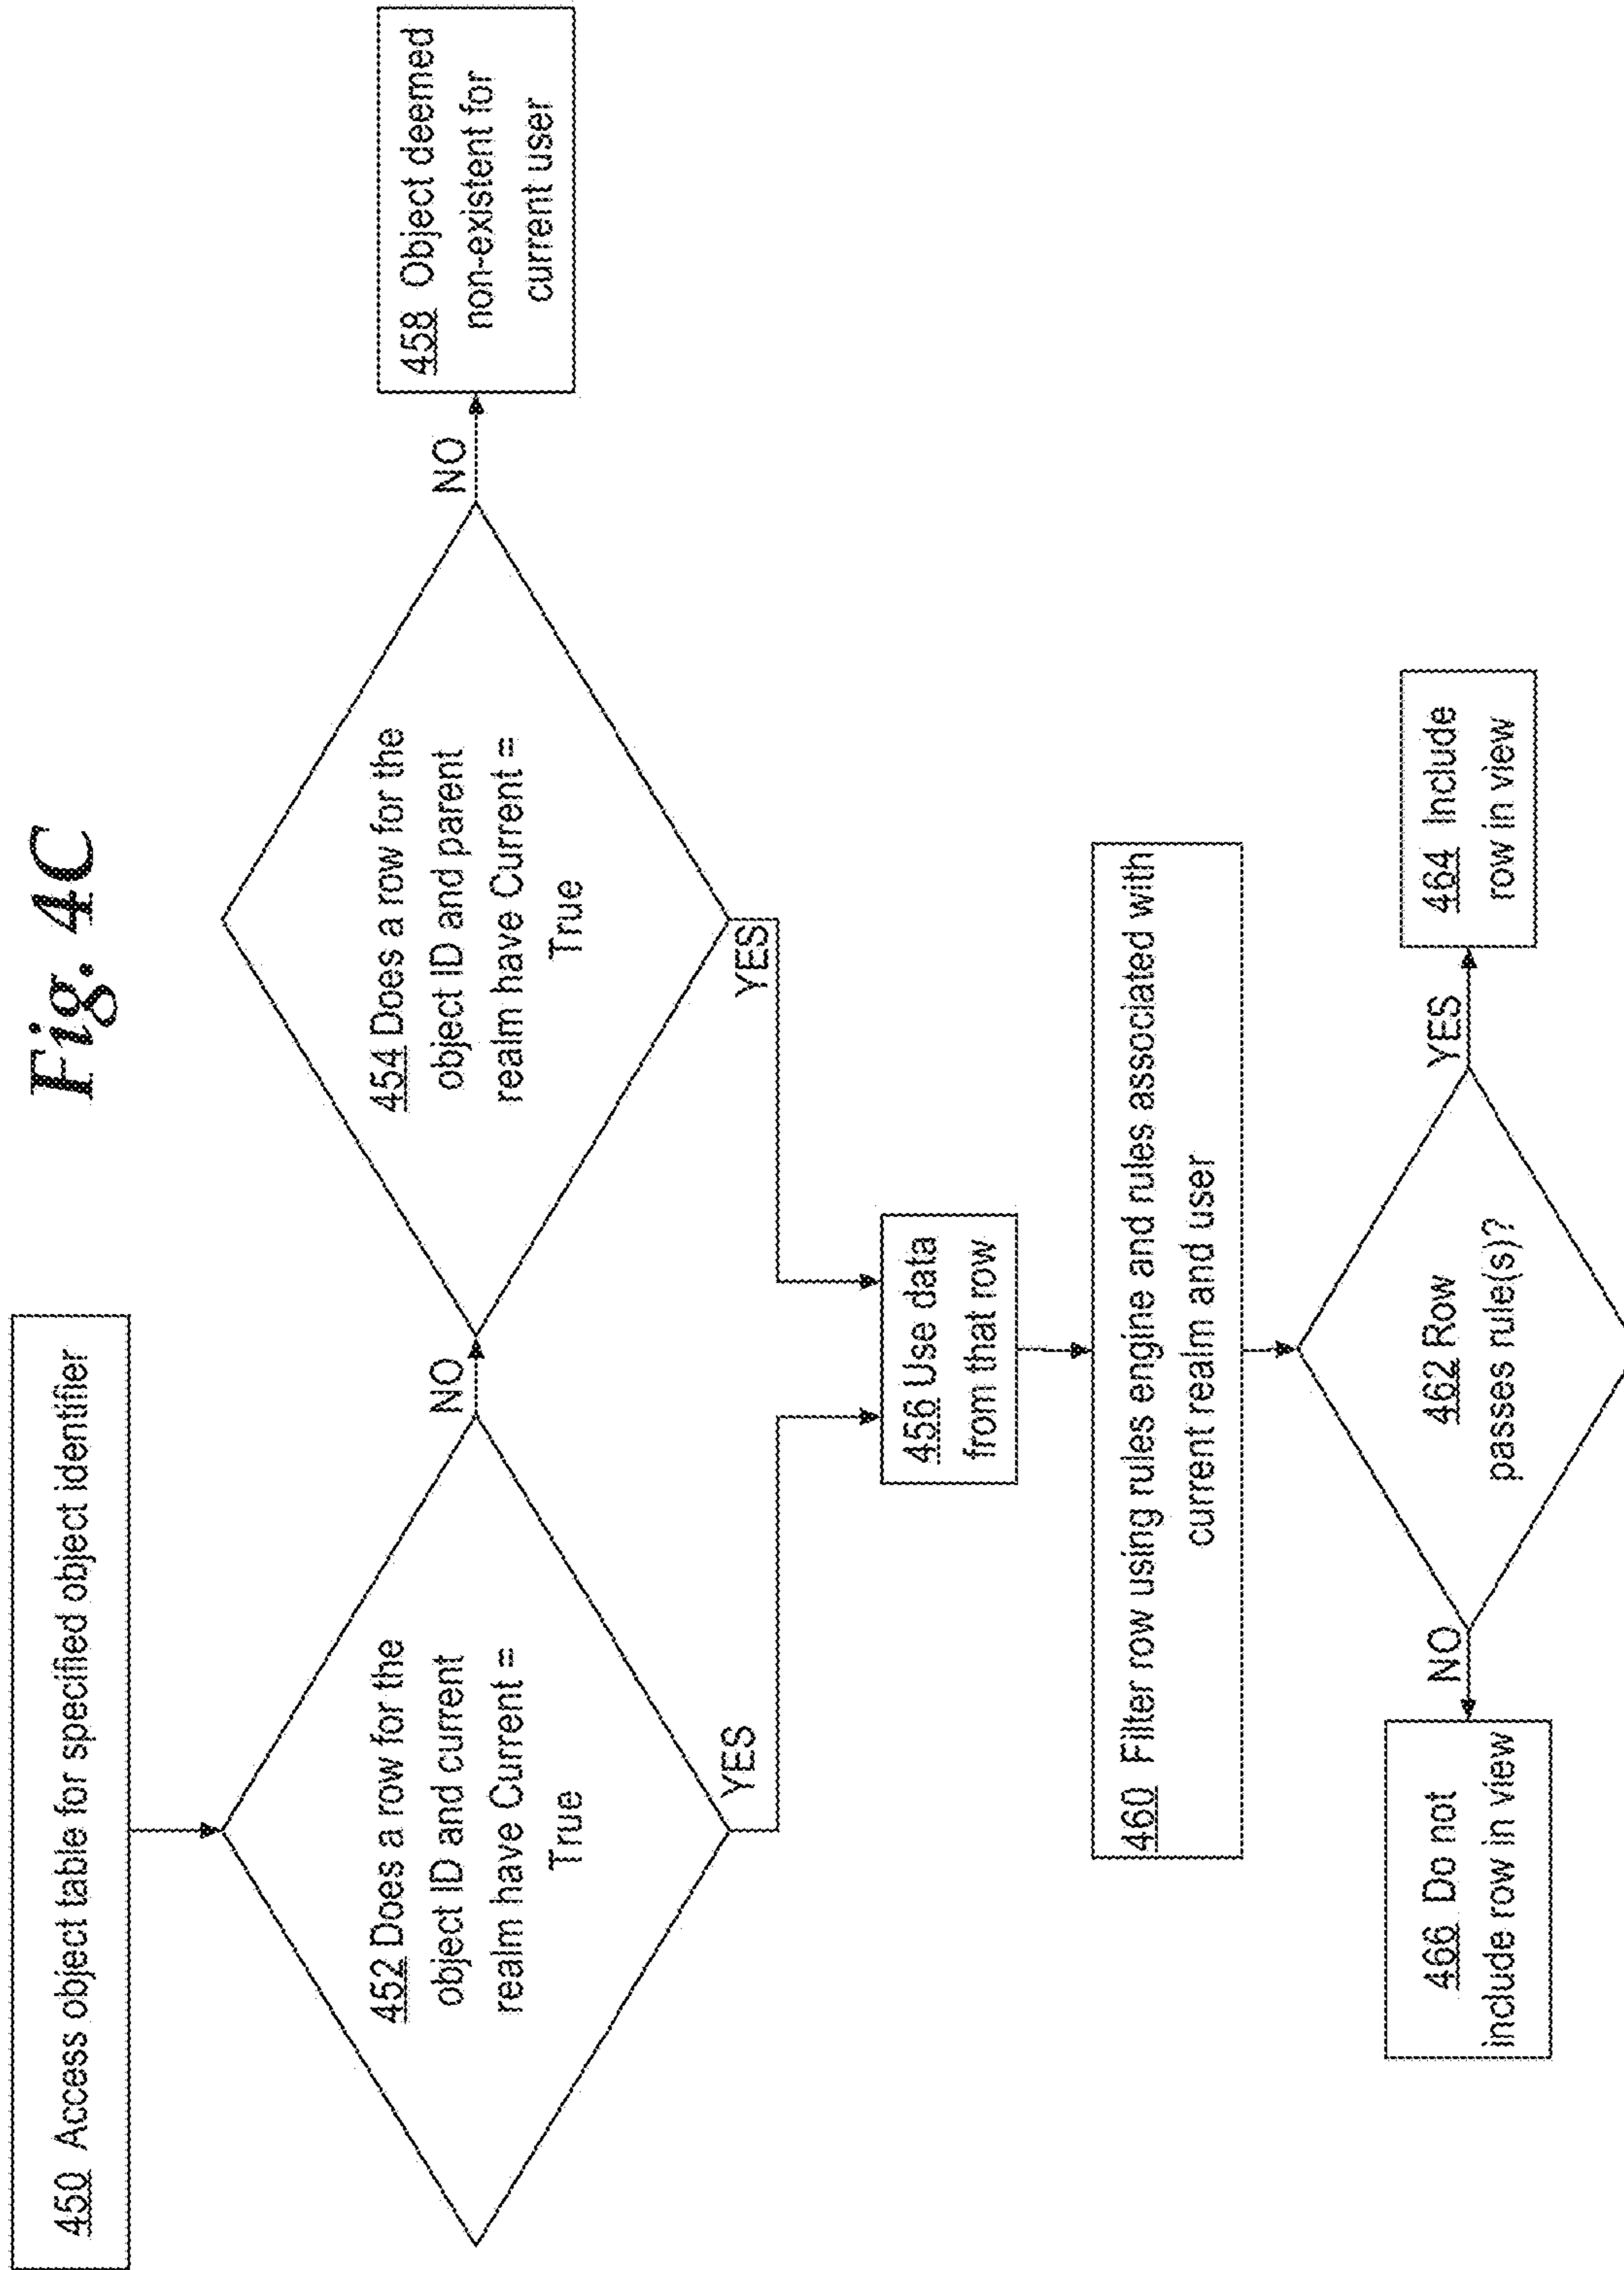 Fig. 4C
450 Access object table for specified object identifier
452 Does a row for the
object ID and current
realm have Current =
True
NO
YES
454 Does a row for the
object ID and parent
realm have Current =
True
NO
YES
458 Object deemed
non-existent for
current user
456 Use data
from that row
460 Filter row using rules engine and rules associated with
current realm and user
462 Row
passes rule(s)?
NO
YES
466 Do not
include row in view
464 Include
row in view